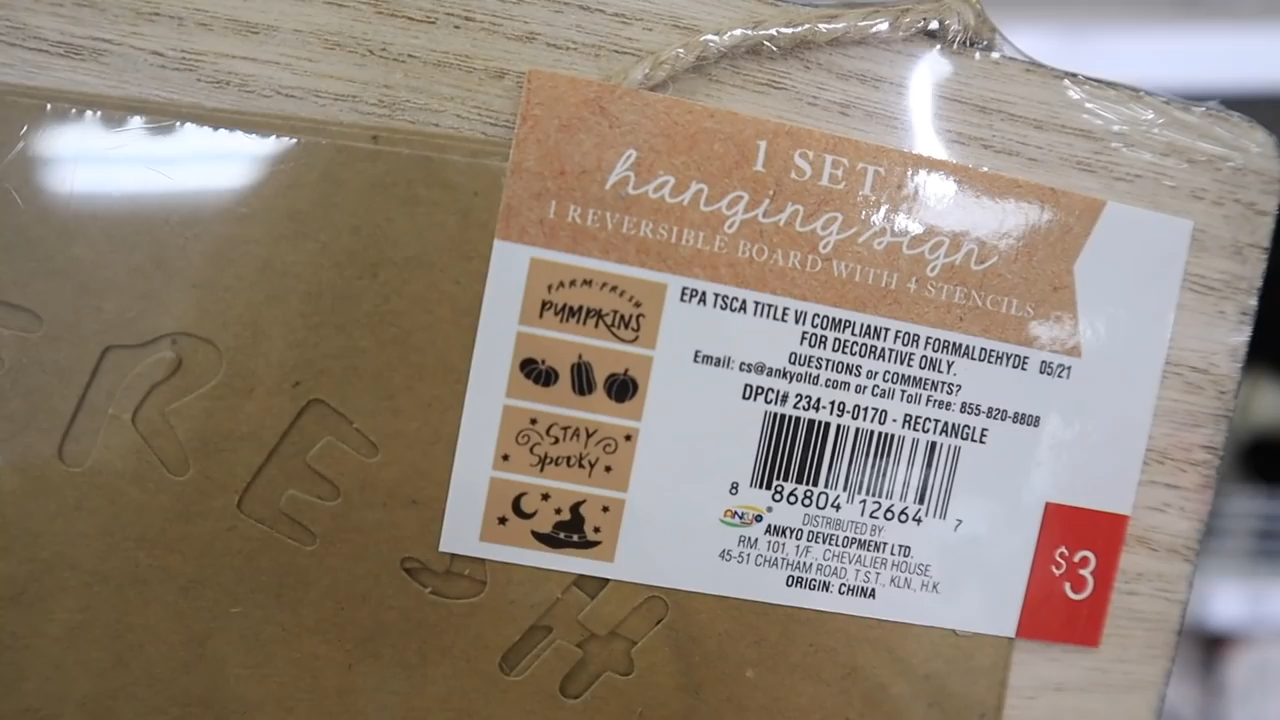 1 SET
hanging sign
1 REVERSIBLE BOARD WITH 4 STENCILS
FARM·FRESH
PUMPKINS
STAY
Spooky
EPA TSCA TITLE VI COMPLIANT FOR FORMALDEHYDE 05/21
FOR DECORATIVE ONLY.
QUESTIONS or COMMENTS?
Email: cs@ankyoltd.com or Call Toll Free: 855-820-8808
DPCI# 234-19-0170 - RECTANGLE
8 86804 12664 7
ANKYO®
DISTRIBUTED BY:
ANKYO DEVELOPMENT LTD.
RM. 101, 1/F., CHEVALIER HOUSE,
45-51 CHATHAM ROAD, T.S.T., KLN., H.K.
ORIGIN: CHINA
$3
RESH